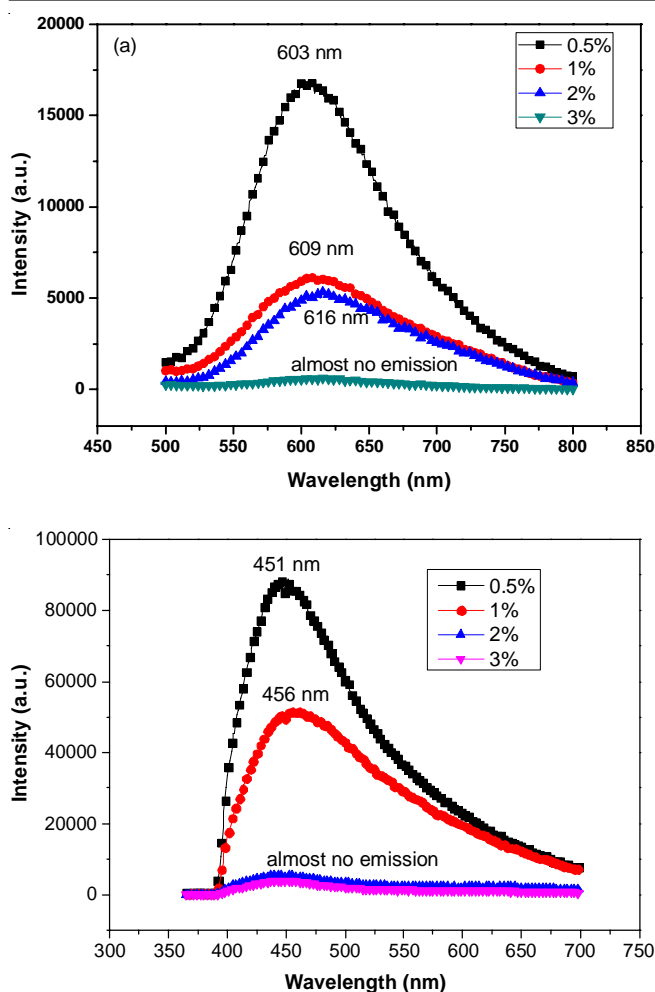 20000
(a)
603 nm
0.5%
1%
2%
3%
15000
10000
609 nm
5000
616 nm
almost no emission
0
Intensity (a.u.)
450 500 550 600 650 700 750 800 850
Wavelength (nm)
100000
451 nm
0.5%
1%
2%
3%
80000
60000
456 nm
40000
20000
almost no emission
0
Intensity (a.u.)
300 350 400 450 500 550 600 650 700 750
Wavelength (nm)